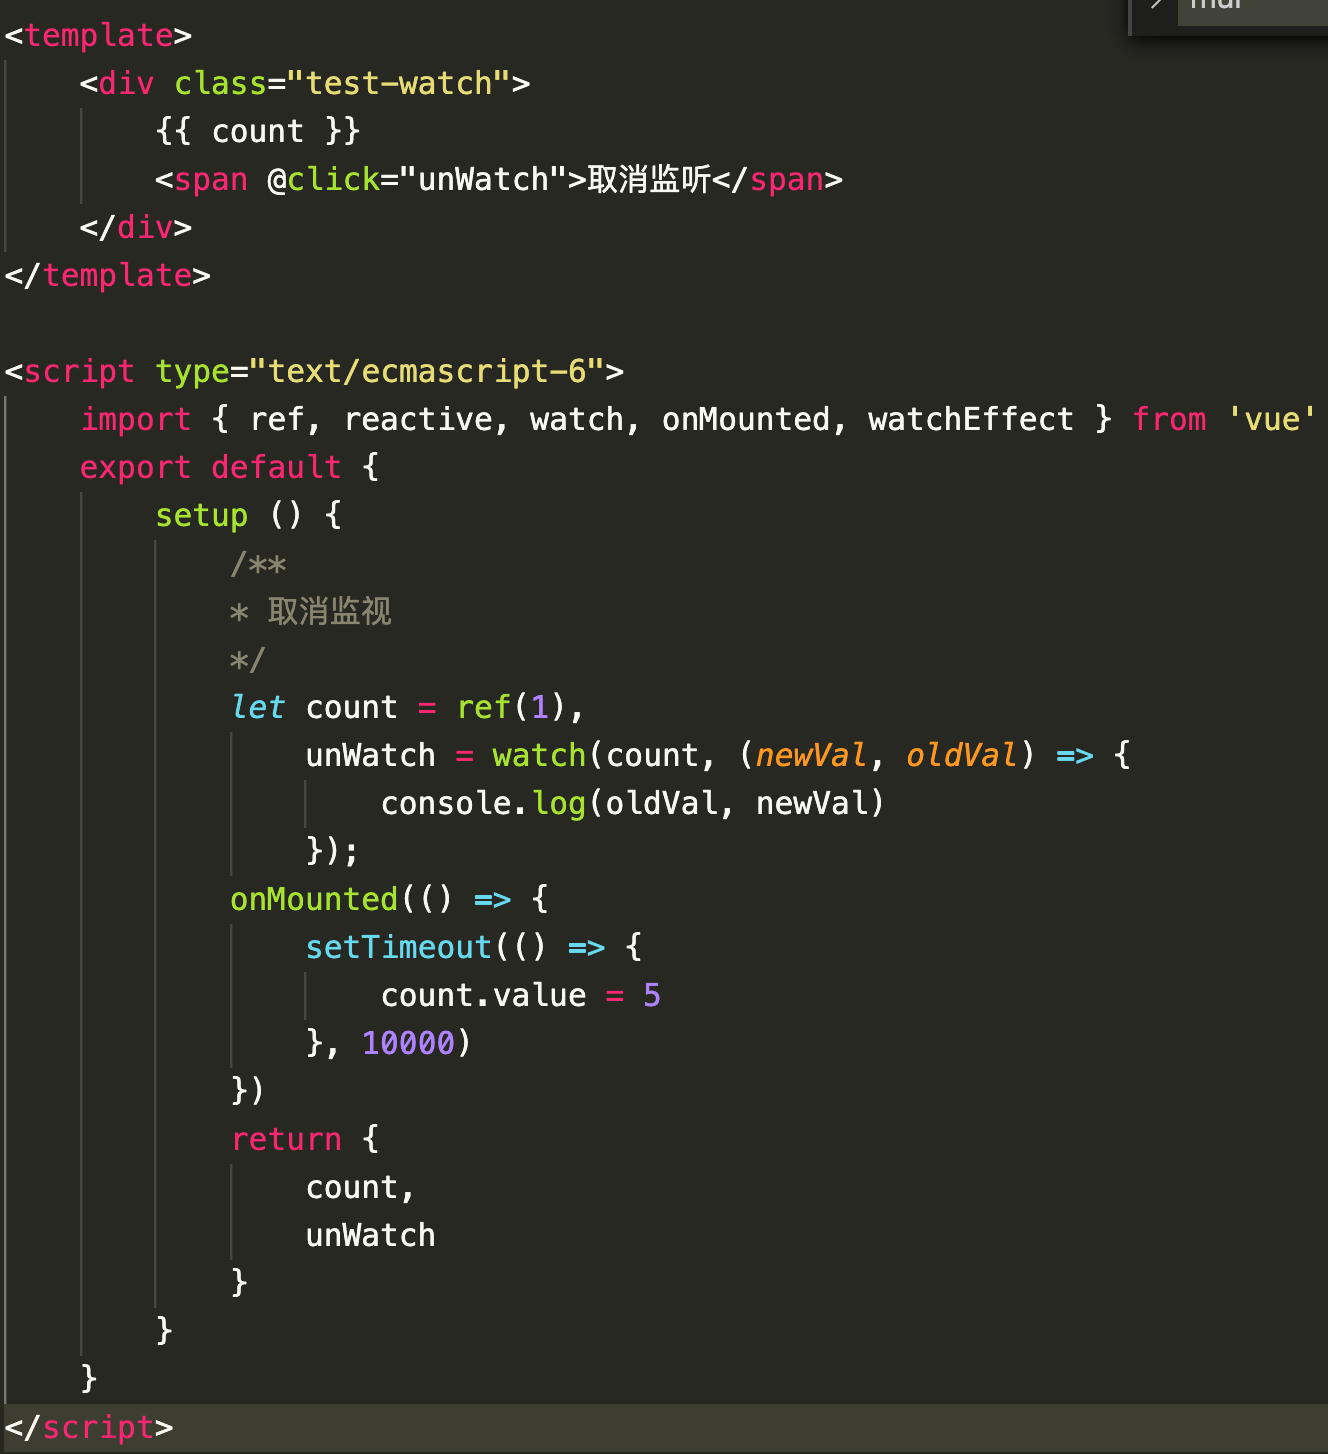 mdi
<template>
    <div class="test-watch">
        {{ count }}
        <span @click="unWatch">取消监听</span>
    </div>
</template>

<script type="text/ecmascript-6">
    import { ref, reactive, watch, onMounted, watchEffect } from 'vue'
    export default {
        setup () {
            /**
            * 取消监视
            */
            let count = ref(1),
                unWatch = watch(count, (newVal, oldVal) => {
                    console.log(oldVal, newVal)
                });
            onMounted(() => {
                setTimeout(() => {
                    count.value = 5
                }, 10000)
            })
            return {
                count,
                unWatch
            }
        }
    }
</script>